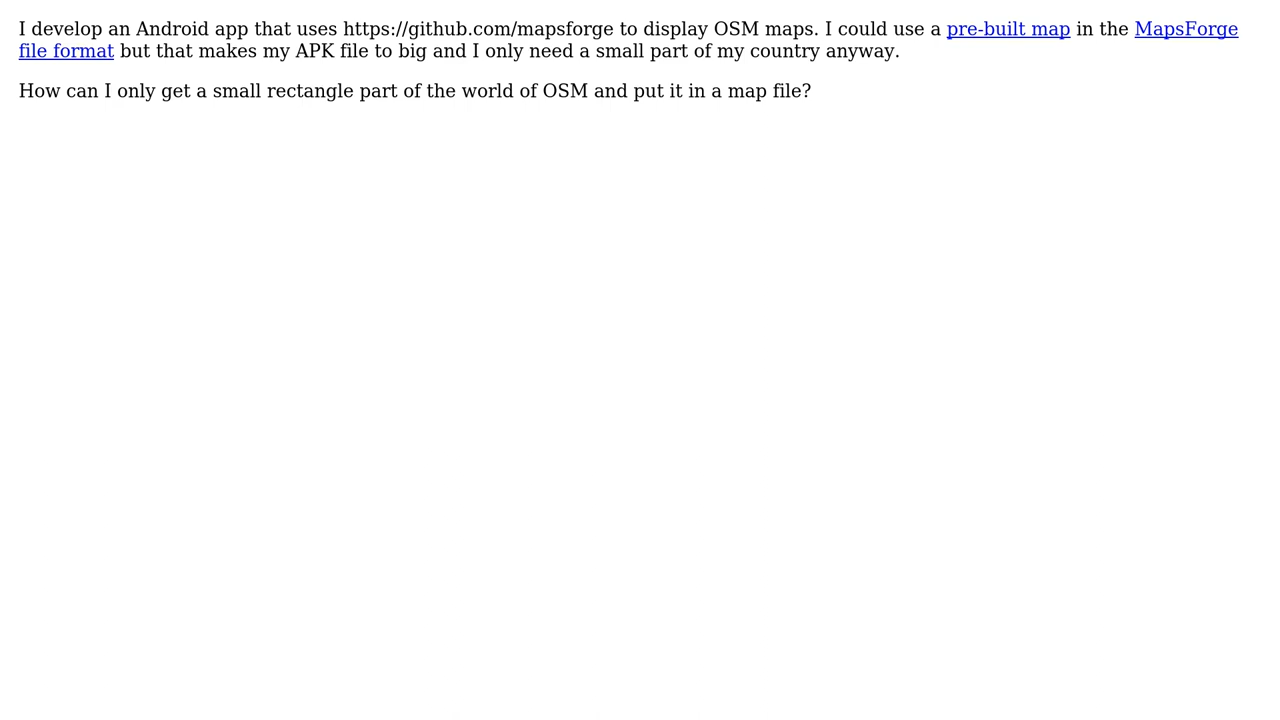 I develop an Android app that uses https://github.com/mapsforge to display OSM maps. I could use a pre-built map in the MapsForge
file format but that makes my APK file to big and I only need a small part of my country anyway.
How can I only get a small rectangle part of the world of OSM and put it in a map file?